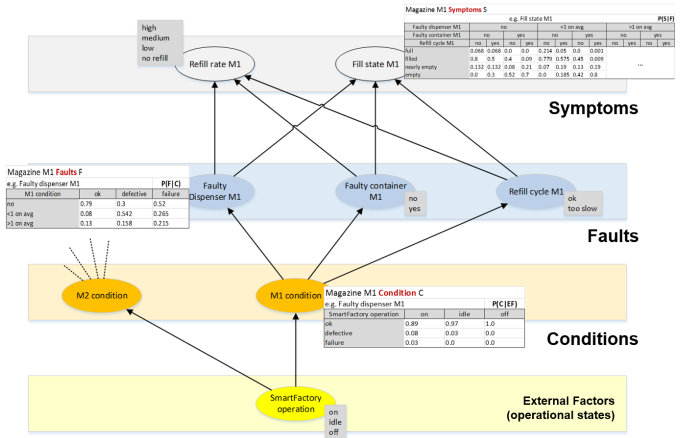 Magazine M1 Symptoms S
e.g. Fill state M1 P(S|F)
Faulty dispenser M1 no <1 on avg >1 on avg
Faulty container M1 no yes no yes no yes
Refill cycle M1 no yes no yes no yes no yes no yes no yes
full 0.068 0.068 0.0 0.0 0.214 0.05 0.0 0.001
filled 0.8 0.5 0.4 0.09 0.779 0.575 0.45 0.009
nearly empty 0.132 0.132 0.08 0.21 0.07 0.19 0.13 0.19
empty 0.0 0.3 0.52 0.7 0.0 0.185 0.42 0.8
...
high
medium
low
no refill
Refill rate M1
Fill state M1
Symptoms
Magazine M1 Faults F
e.g. Faulty dispenser M1 P(F|C)
M1 condition ok defective failure
no 0.79 0.3 0.52
<1 on avg 0.08 0.542 0.265
>1 on avg 0.13 0.158 0.215
Faulty
Dispenser M1
Faulty container
M1
no
yes
Refill cycle M1
ok
too slow
Faults
M2 condition
M1 condition
Magazine M1 Condition C
e.g. Faulty dispenser M1 P(C|EF)
SmartFactory operation on idle off
ok 0.89 0.97 1.0
defective 0.08 0.03 0.0
failure 0.03 0.0 0.0
Conditions
SmartFactory
operation
on
idle
off
External Factors
(operational states)